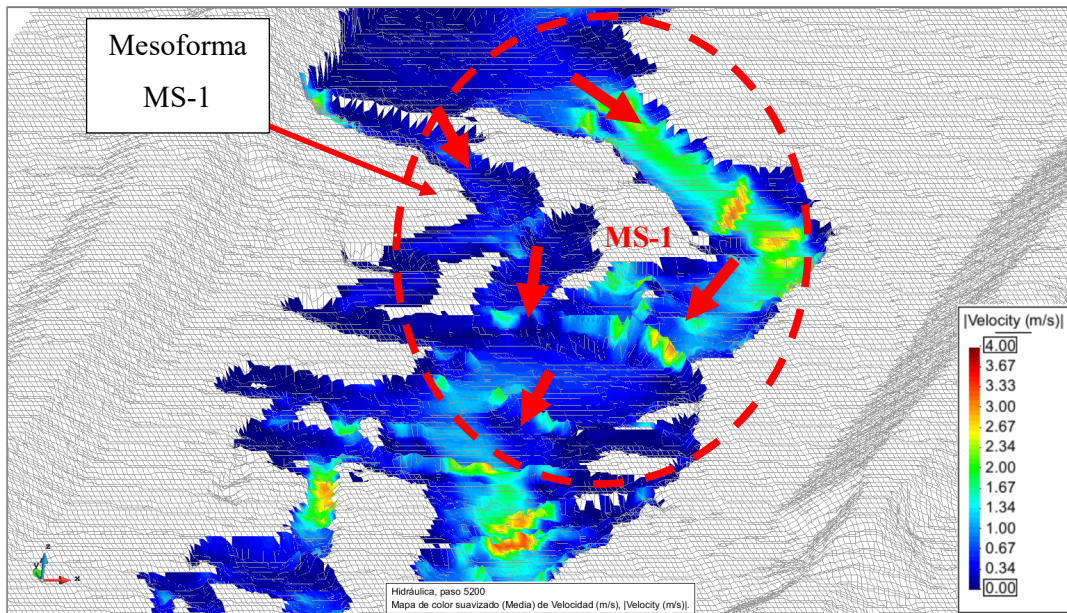 Mesoforma
MS-1
MS-1
|Velocity (m/s)|
4.00
3.67
3.33
3.00
2.67
2.34
2.00
1.67
1.34
1.00
0.67
0.34
0.00
z
y
x
Hidráulica, paso 5200
Mapa de color suavizado (Media) de Velocidad (m/s), |Velocity (m/s)|.